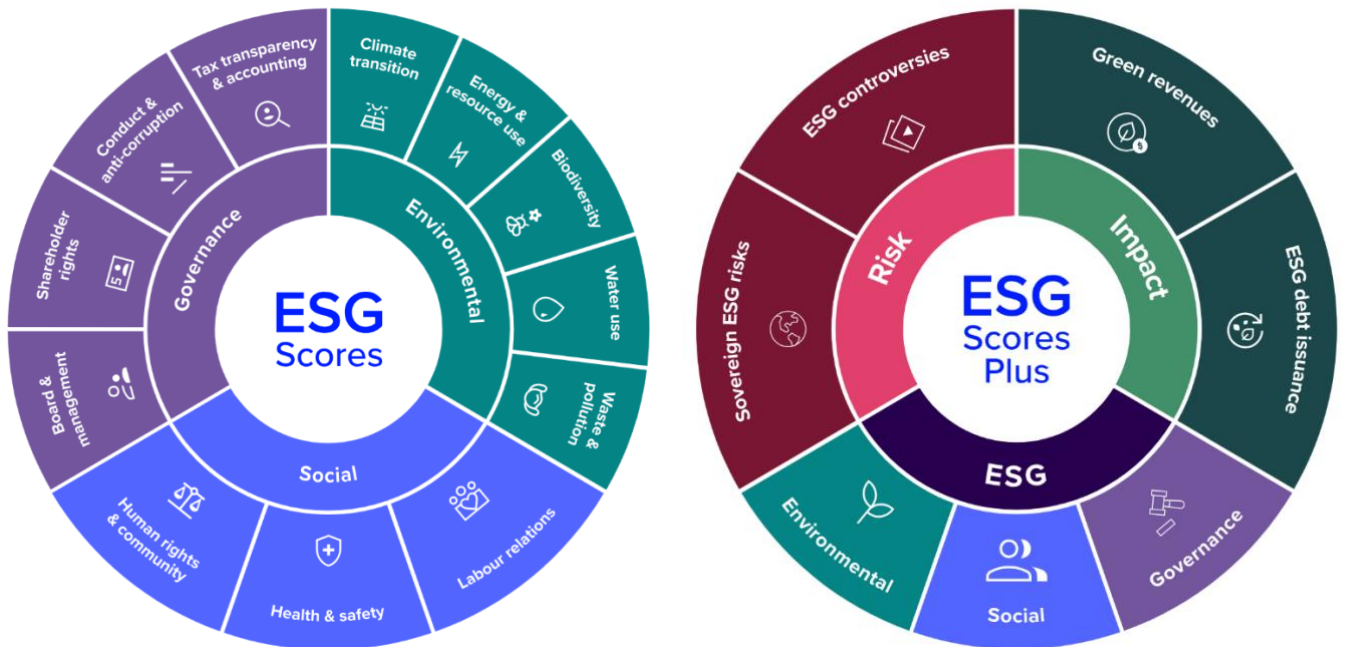 ESG
Scores
Environmental
Climate
transition
Energy &
resource use
Biodiversity
Water use
Waste &
pollution
Social
Labour relations
Health & safety
Human rights
& community
Governance
Board &
management
Shareholder
rights
Conduct &
anti-corruption
Tax transparency
& accounting
ESG
Scores
Plus
Impact
Green revenues
ESG debt issuance
ESG
Governance
Social
Environmental
Risk
Sovereign ESG risks
ESG controversies